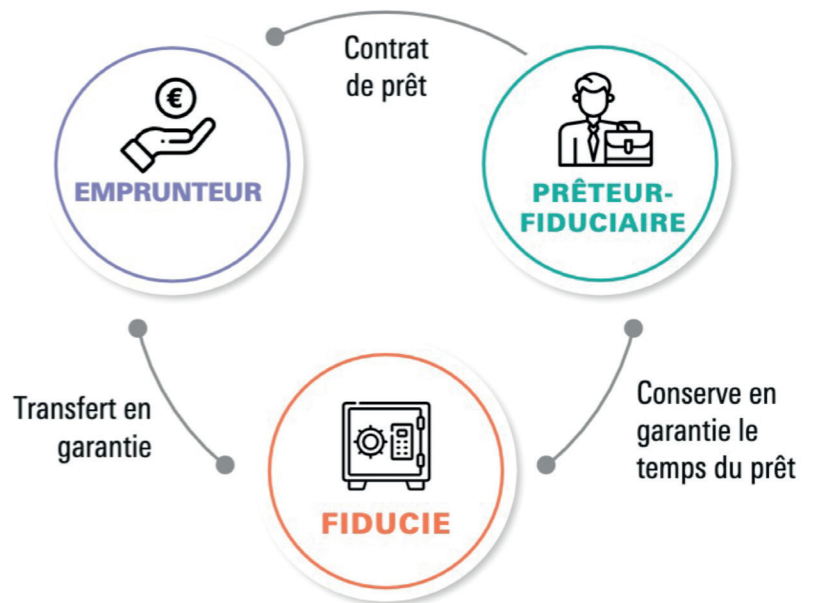 Contrat
de prêt
€
EMPRUNTEUR
PRÊTEUR-
FIDUCIAIRE
Transfert en
garantie
Conserve en
garantie le
temps du prêt
FIDUCIE